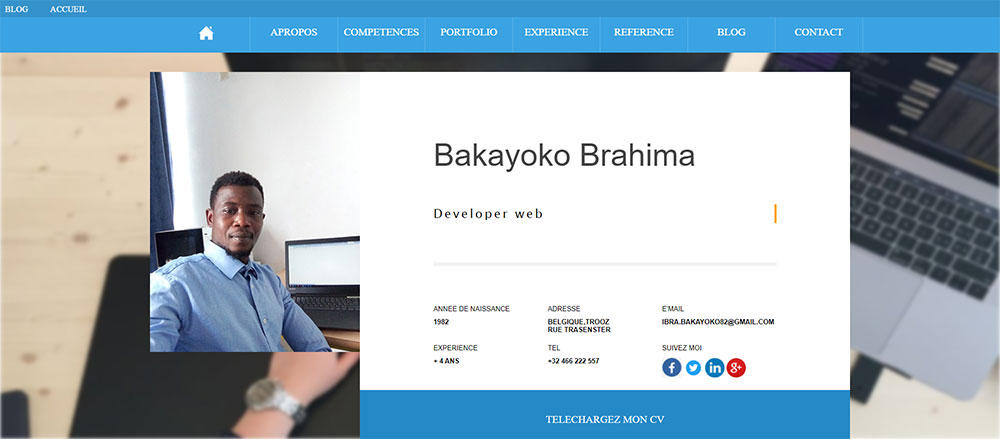 BLOG ACCUEIL
APROPOS COMPETENCES PORTFOLIO EXPERIENCE REFERENCE BLOG CONTACT
Bakayoko Brahima
Developer web
ANNEE DE NAISSANCE
1982
ADRESSE
BELGIQUE,TROOZ
RUE TRASENSTER
E'MAIL
IBRA.BAKAYOKO82@GMAIL.COM
EXPERIENCE
+ 4 ANS
TEL
+32 466 222 557
SUIVEZ MOI
f in g+
TELECHARGEZ MON CV